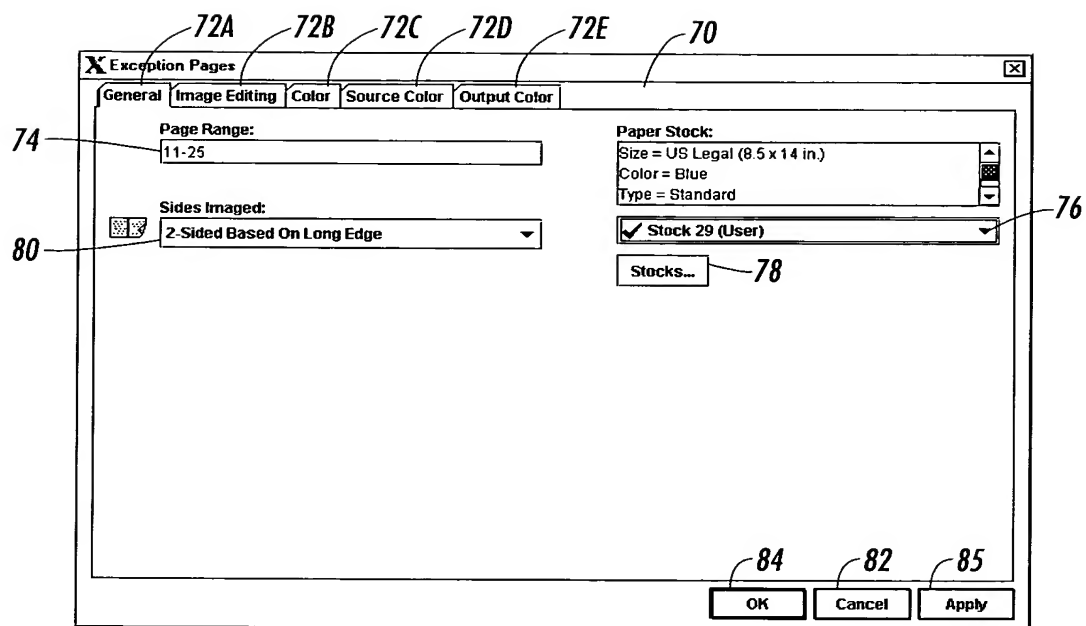 72A 72B 72C 72D 72E 70
X Exception Pages
General Image Editing Color Source Color Output Color
74
Page Range:
11-25
Paper Stock:
Size = US Legal (8.5 x 14 in.)
Color = Blue
Type = Standard
76
Sides Imaged:
80
2-Sided Based On Long Edge
Stock 29 (User)
Stocks...
78
84 82 85
OK Cancel Apply